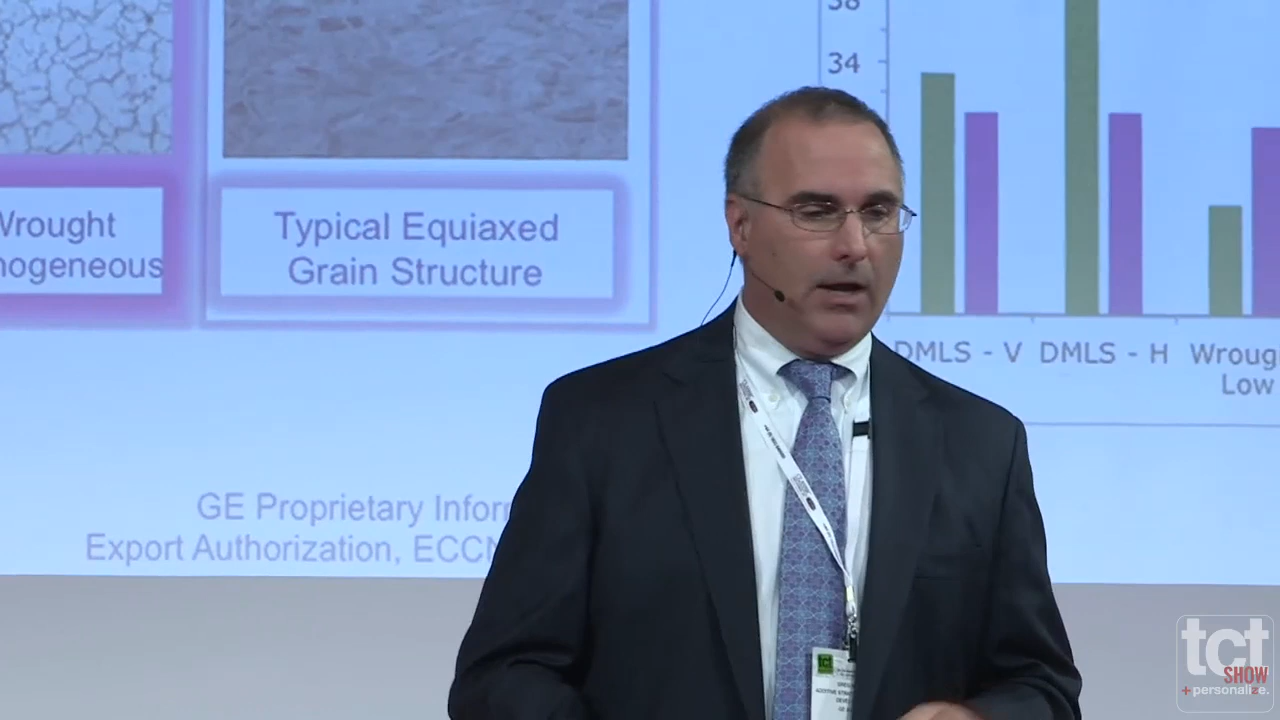 38
34
Wrought
nogeneous
Typical Equiaxed
Grain Structure
DMLS - V
DMLS - H
Wroug
Low
GE Proprietary Infor
Export Authorization, ECCN
tct
tct
SHOW
+personalize.